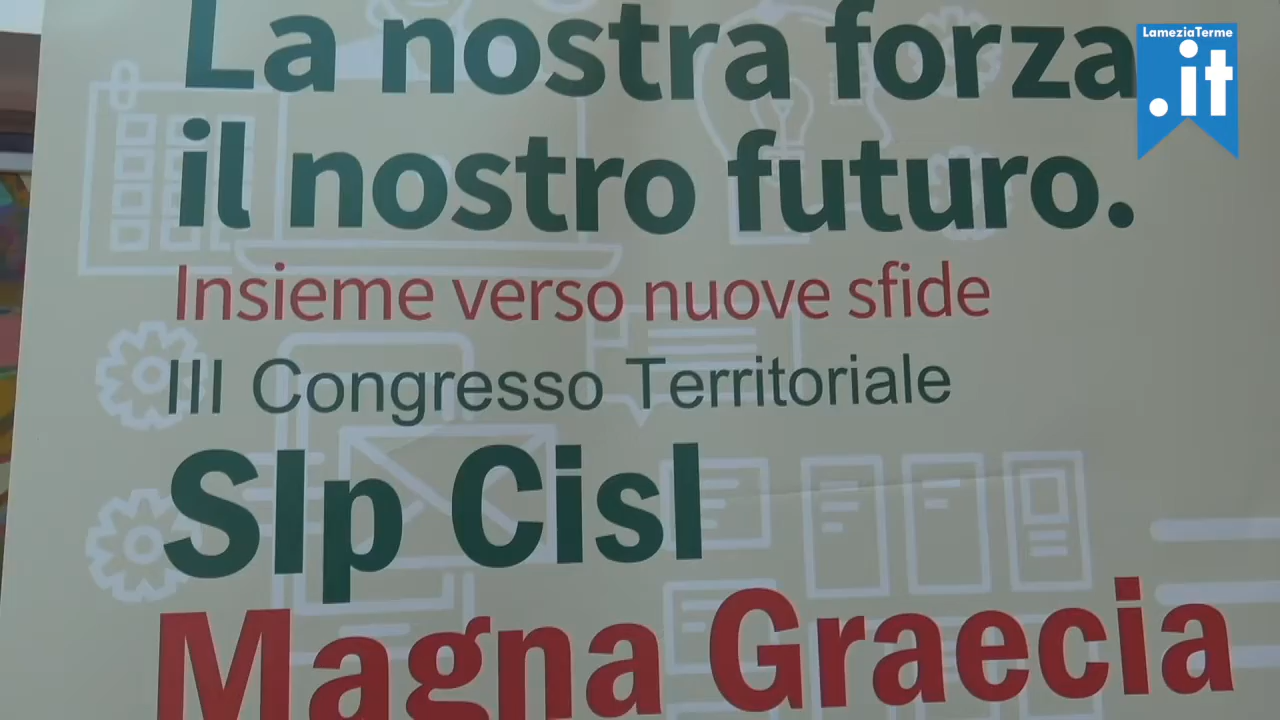 La nostra forza
il nostro futuro.
Insieme verso nuove sfide
III Congresso Territoriale
Slp Cisl
Magna Graecia
LameziaTerme
.it